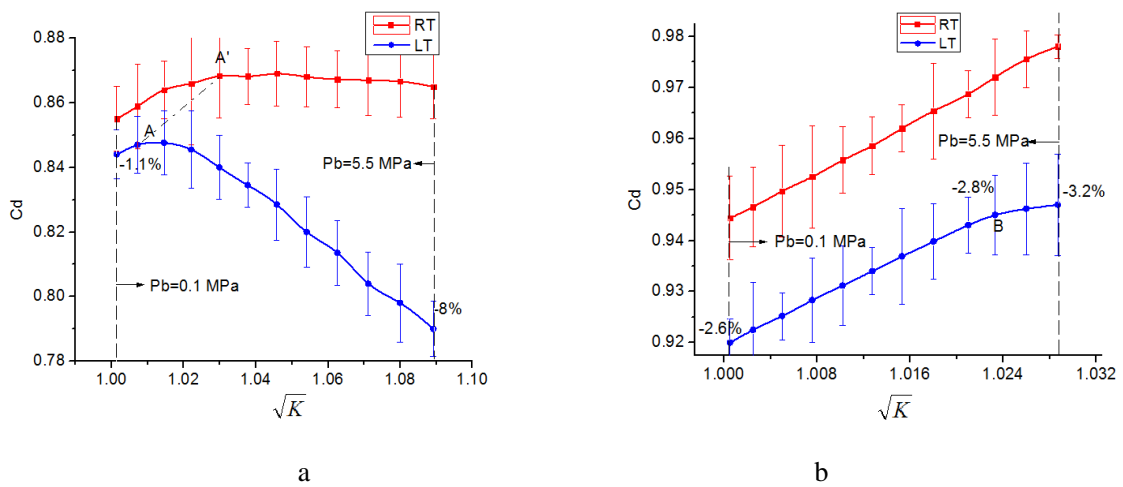 RT
LT
0.88
0.86
0.84
0.82
0.80
0.78
Cd
A'
A
-1.1%
Pb=5.5 MPa
Pb=0.1 MPa
-8%
1.00
1.02
1.04
1.06
1.08
1.10
√K
a
RT
LT
0.98
0.97
0.96
0.95
0.94
0.93
0.92
Cd
Pb=5.5 MPa
-2.8%
-3.2%
B
Pb=0.1 MPa
-2.6%
1.000
1.008
1.016
1.024
1.032
√K
b